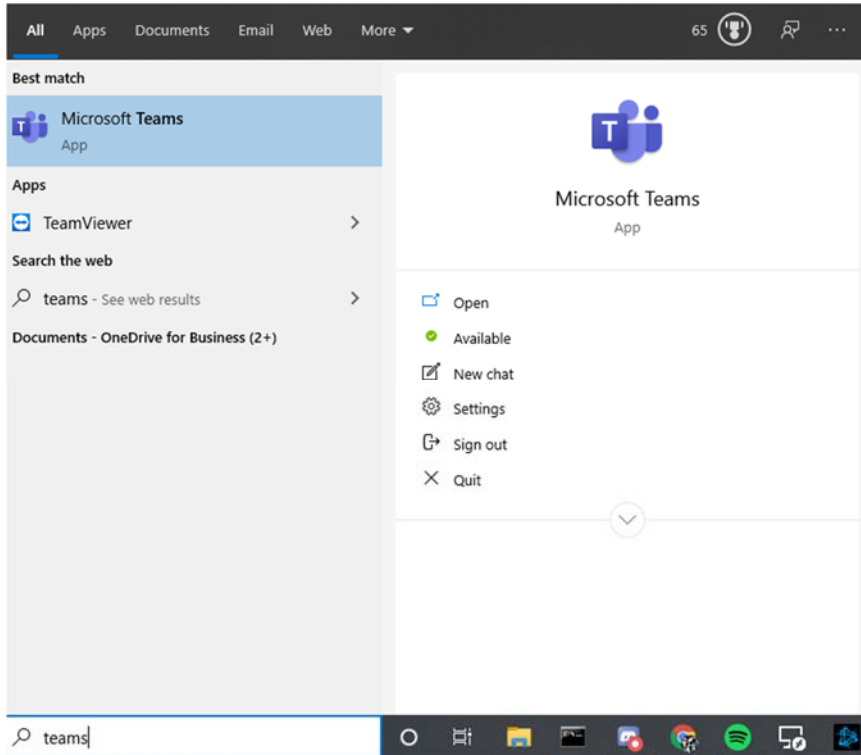 All Apps Documents Email Web More 65 ...
Best match
Microsoft Teams
App
Apps
TeamViewer
Search the web
teams - See web results
Documents - OneDrive for Business (2+)
T
Microsoft Teams
App
Open
Available
New chat
Settings
Sign out
Quit
teams